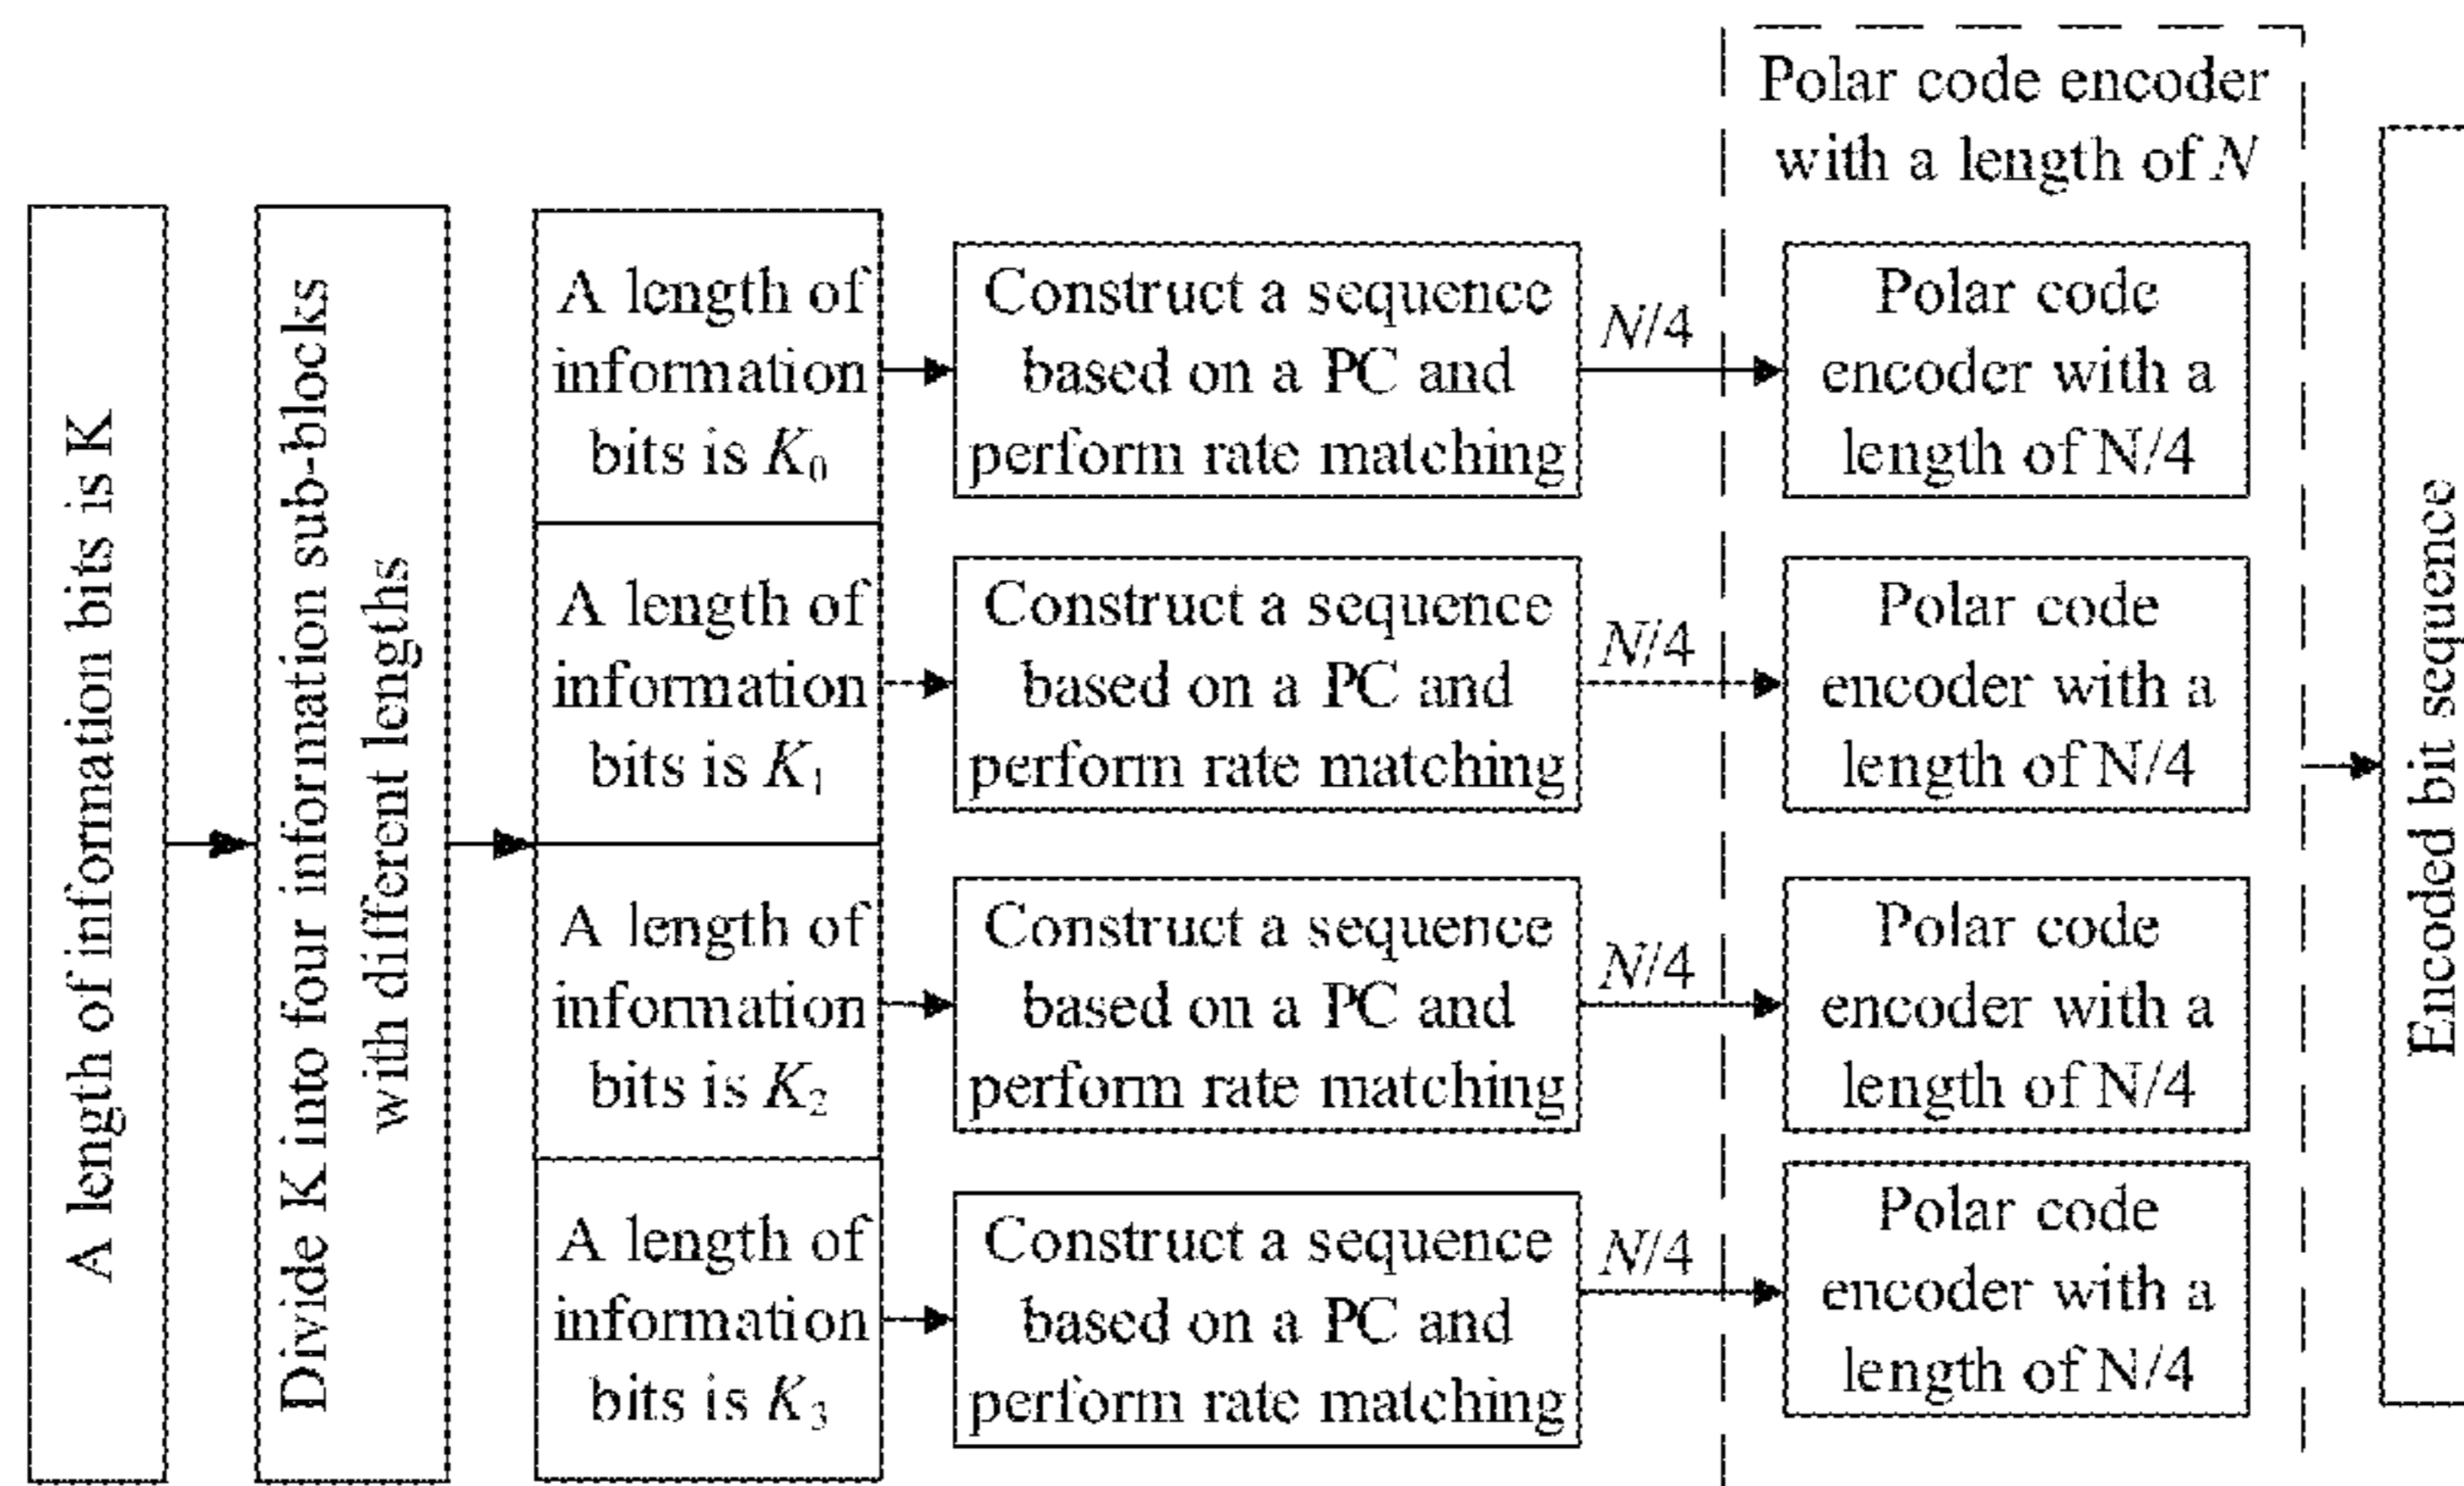 A length of information bits is K
Divide K into four information sub-blocks
with different lengths
A length of
information
bits is K₀
Construct a sequence
based on a PC and
perform rate matching
N/4
Polar code encoder
with a length of N
Polar code
encoder with a
length of N/4
A length of
information
bits is K₁
Construct a sequence
based on a PC and
perform rate matching
N/4
Polar code
encoder with a
length of N/4
A length of
information
bits is K₂
Construct a sequence
based on a PC and
perform rate matching
N/4
Polar code
encoder with a
length of N/4
A length of
information
bits is K₃
Construct a sequence
based on a PC and
perform rate matching
N/4
Polar code
encoder with a
length of N/4
Encoded bit sequence